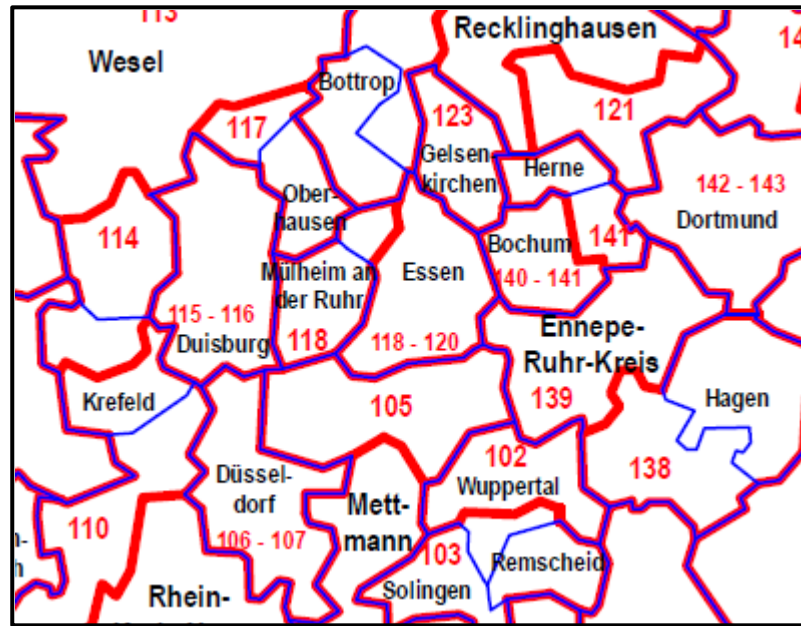 113
Recklinghausen
Wesel
Bottrop
14
123
121
117
Gelsen-
kirchen
Herne
142 - 143
Dortmund
Ober-
hausen
114
141
Bochum
140 - 141
Mülheim an
der Ruhr
Essen
115 - 116
Duisburg
118
118 - 120
Ennepe-
Ruhr-Kreis
Krefeld
105
139
Hagen
102
Wuppertal
138
Düssel-
dorf
106 - 107
Mett-
mann
110
103
Solingen
Remscheid
n-
h
Rhein-